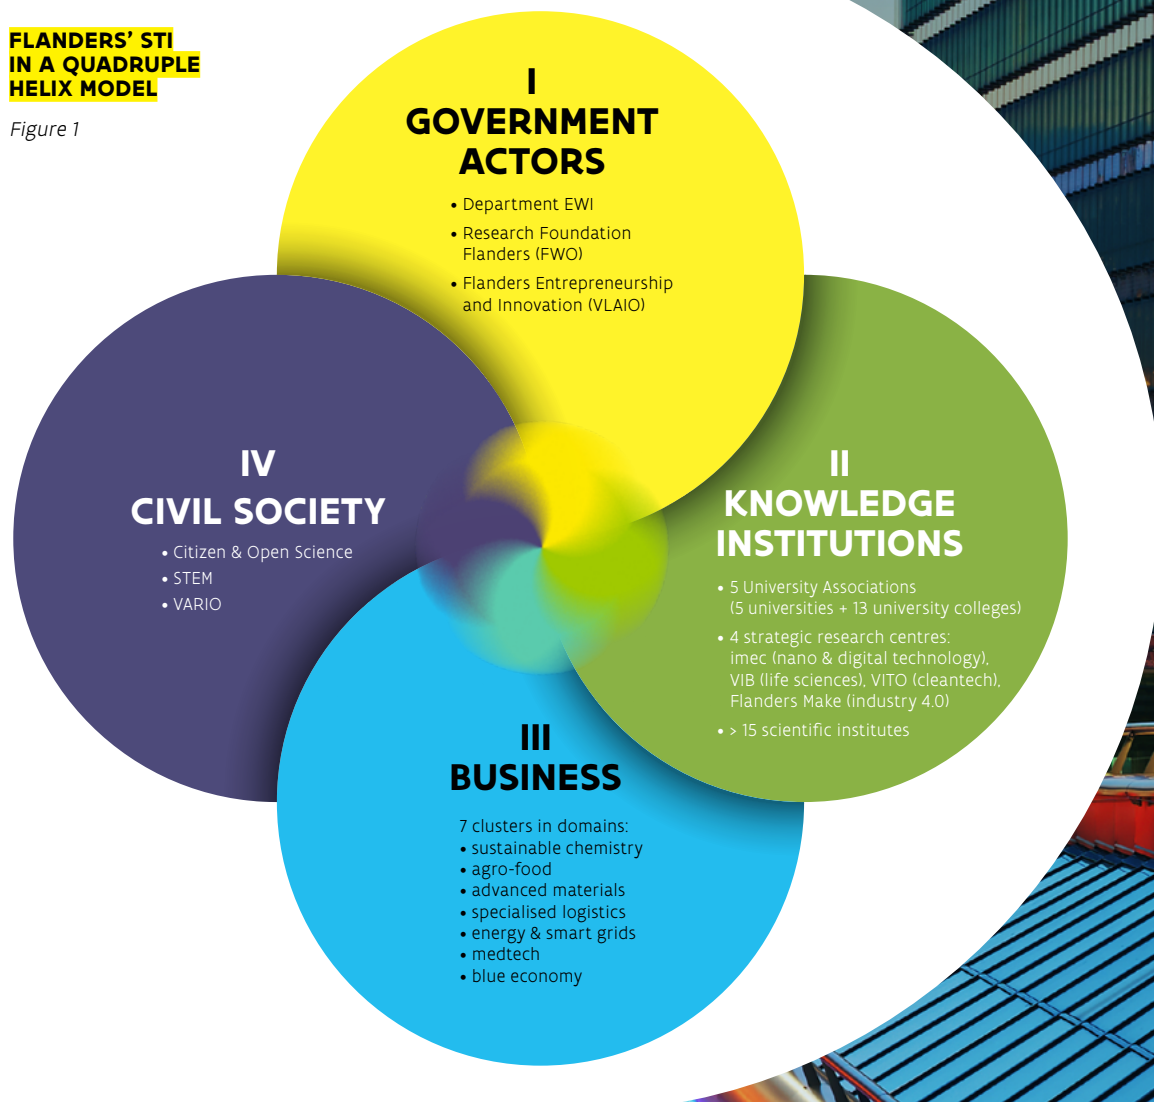 FLANDERS' STI
IN A QUADRUPLE
HELIX MODEL
Figure 1
I
GOVERNMENT
ACTORS
• Department EWI
• Research Foundation
Flanders (FWO)
• Flanders Entrepreneurship
and Innovation (VLAIO)
II
KNOWLEDGE
INSTITUTIONS
• 5 University Associations
(5 universities + 13 university colleges)
• 4 strategic research centres:
imec (nano & digital technology),
VIB (life sciences), VITO (cleantech),
Flanders Make (industry 4.0)
• > 15 scientific institutes
III
BUSINESS
7 clusters in domains:
• sustainable chemistry
• agro-food
• advanced materials
• specialised logistics
• energy & smart grids
• medtech
• blue economy
IV
CIVIL SOCIETY
• Citizen & Open Science
• STEM
• VARIO